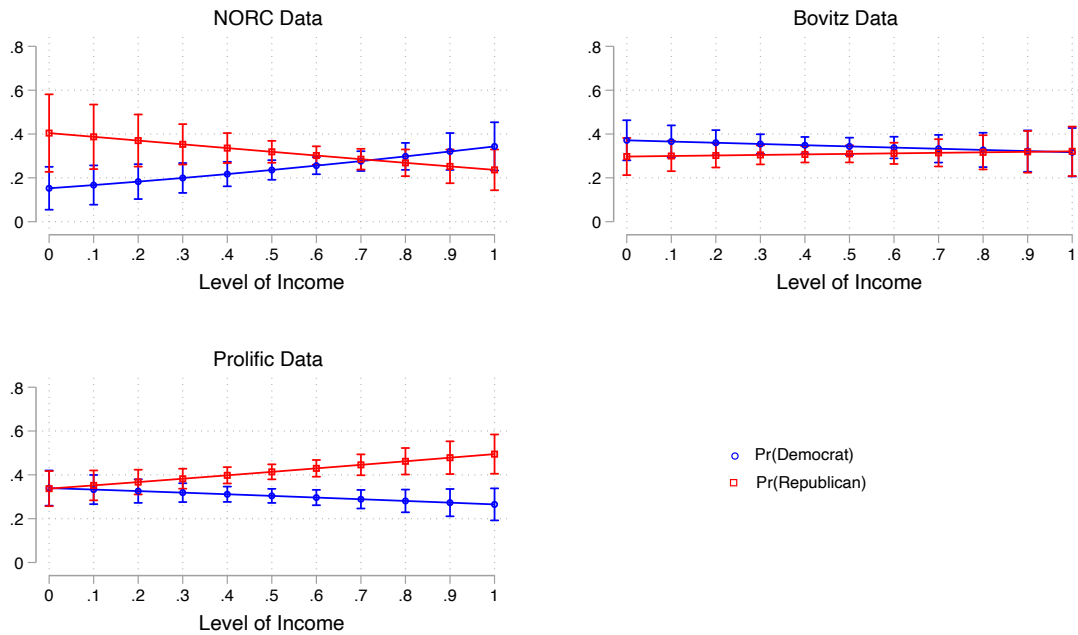 NORC Data
.8
.6
.4
.2
0
0 .1 .2 .3 .4 .5 .6 .7 .8 .9 1
Level of Income
Bovitz Data
.8
.6
.4
.2
0
0 .1 .2 .3 .4 .5 .6 .7 .8 .9 1
Level of Income
Prolific Data
.8
.6
.4
.2
0
0 .1 .2 .3 .4 .5 .6 .7 .8 .9 1
Level of Income
Pr(Democrat)
Pr(Republican)